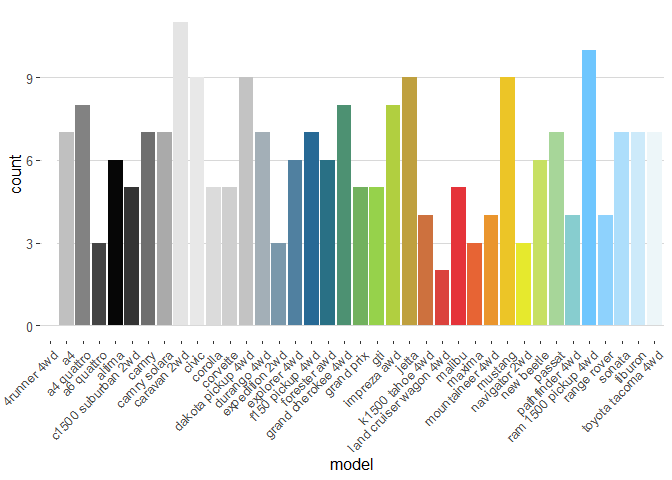 9
6
3
0
count
4runner 4wd
a4
a4 quattro
a6 quattro
altima
c1500 suburban 2wd
camry
camry solara
caravan 2wd
civic
corolla
corvette
dakota pickup 4wd
durango 4wd
expedition 2wd
explorer 4wd
f150 pickup 4wd
forester awd
grand cherokee 4wd
grand prix
gti
impreza awd
jetta
k1500 tahoe 4wd
land cruiser wagon 4wd
malibu
maxima
mountaineer 4wd
mustang
navigator 2wd
new beetle
passat
pathfinder 4wd
ram 1500 pickup 4wd
range rover
sonata
tiburon
toyota tacoma 4wd
model